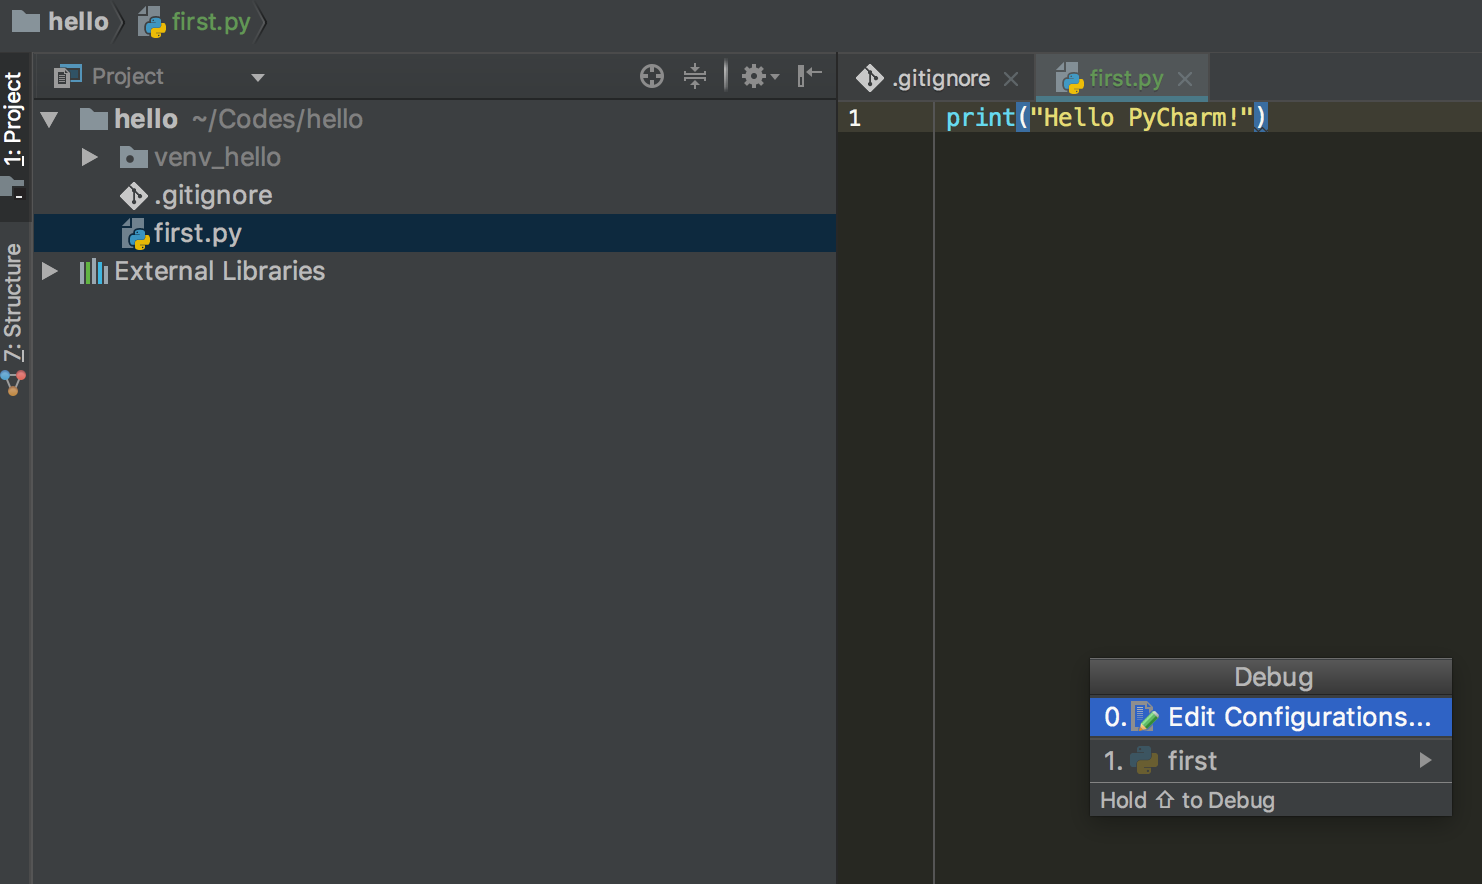 hello first.py
1: Project
7: Structure
Project
hello ~/Codes/hello
venv_hello
.gitignore
first.py
External Libraries
.gitignore first.py
1 print("Hello PyCharm!")
Debug
0. Edit Configurations...
1. first
Hold ⇧ to Debug